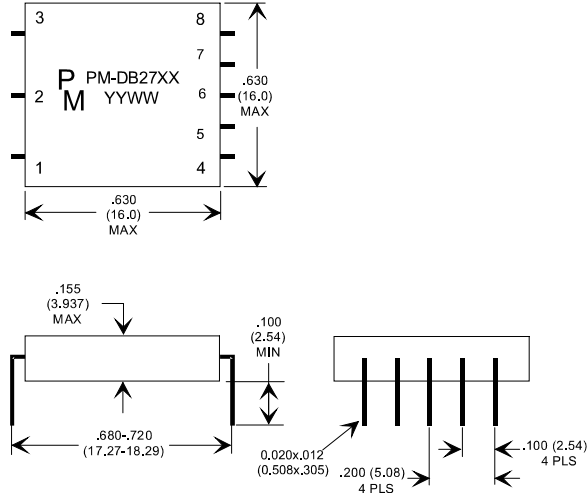 3
8
7
P
M
PM-DB27XX
YYWW
2
6
5
1
4
.630
(16.0)
MAX
.630
(16.0)
MAX
.155
(3.937)
MAX
.100
(2.54)
MIN
.680-.720
(17.27-18.29)
0.020x.012
(0.508x.305)
.100 (2.54)
4 PLS
.200 (5.08)
4 PLS